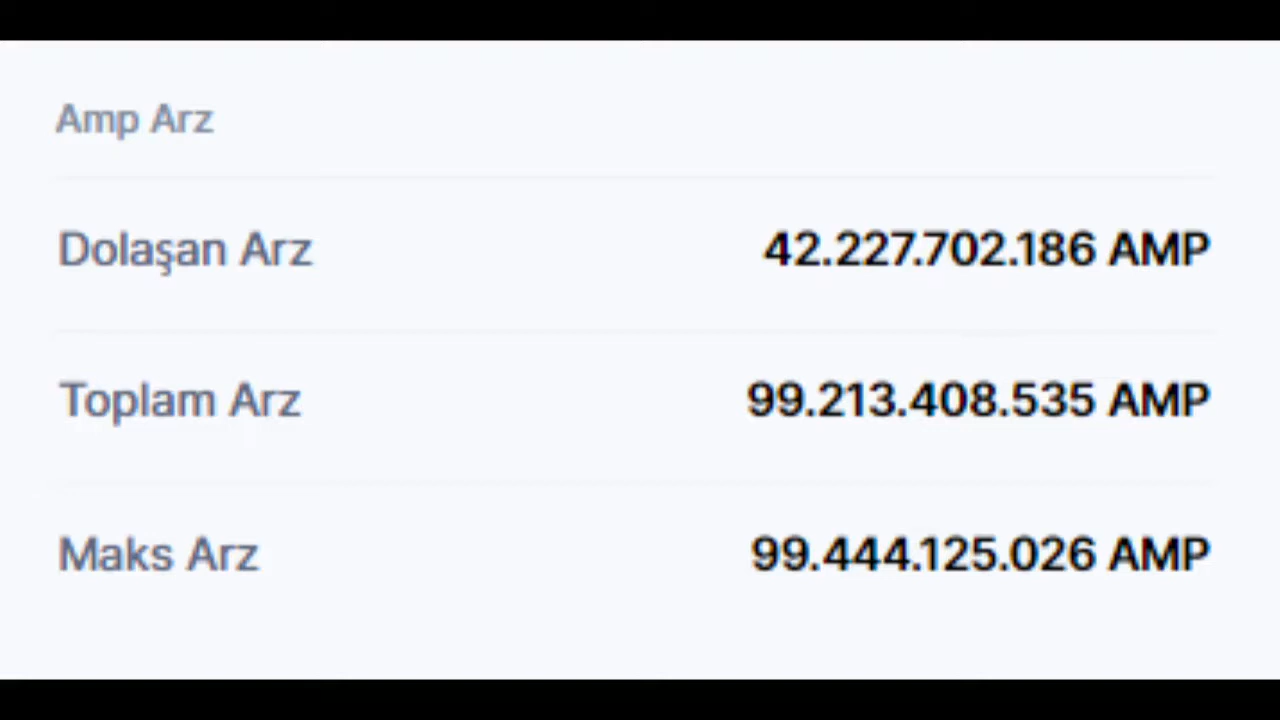 Amp Arz
Dolaşan Arz 42.227.702.186 AMP
Toplam Arz 99.213.408.535 AMP
Maks Arz 99.444.125.026 AMP